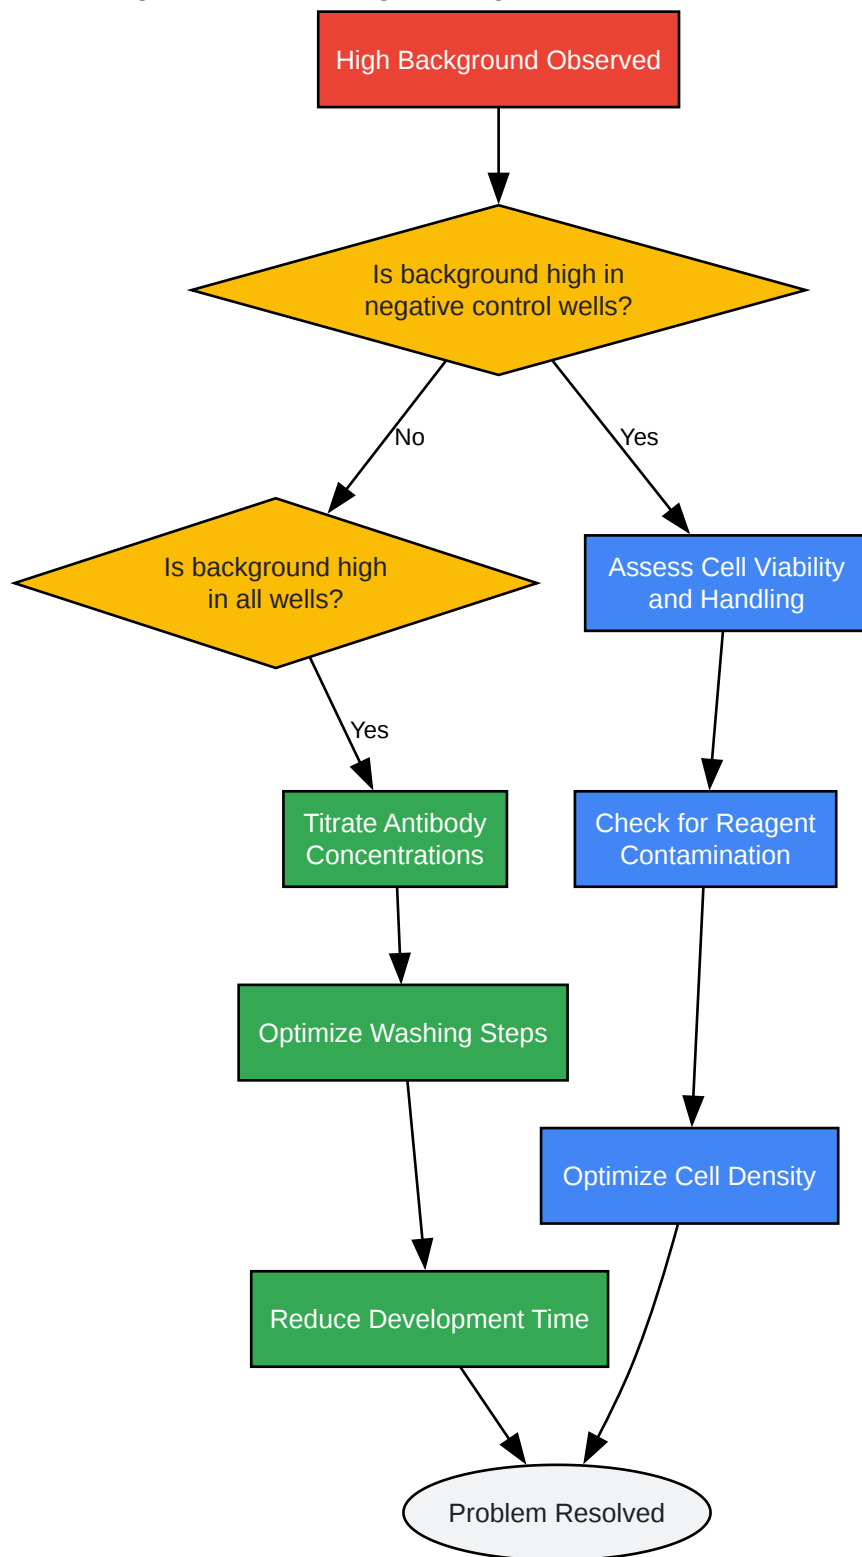 High Background Observed
Is background high in
negative control wells?
No
Yes
Is background high
in all wells?
Assess Cell Viability
and Handling
Yes
Titrate Antibody
Concentrations
Check for Reagent
Contamination
Optimize Washing Steps
Optimize Cell Density
Reduce Development Time
Problem Resolved